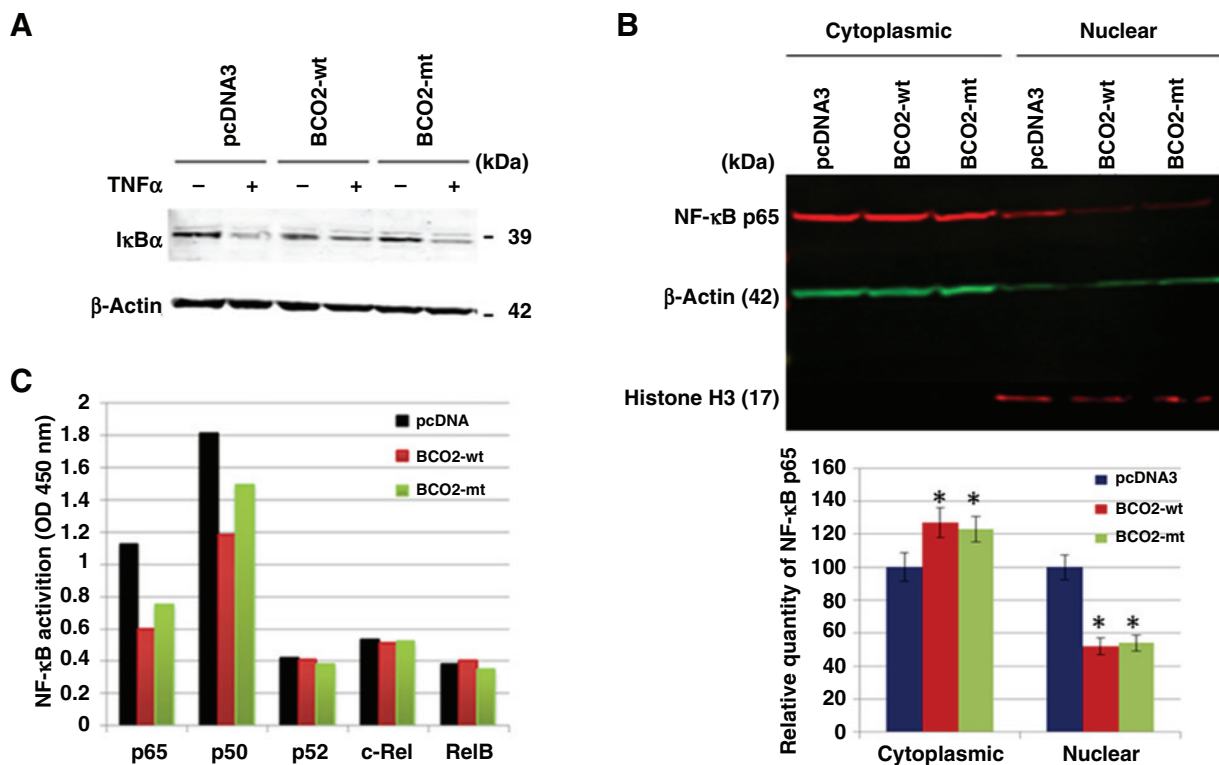 A
pcDNA3
BCO2-wt
BCO2-mt
(kDa)
TNFα – + – + – +
IκBα
- 39
β-Actin
- 42
B
Cytoplasmic Nuclear
pcDNA3
BCO2-wt
BCO2-mt
pcDNA3
BCO2-wt
BCO2-mt
(kDa)
NF-κB p65
β-Actin (42)
Histone H3 (17)
Relative quantity of NF-κB p65
160
140
120
100
80
60
40
20
0
pcDNA3
BCO2-wt
BCO2-mt
* *
* *
Cytoplasmic Nuclear
C
NF-κB activition (OD 450 nm)
2
1.8
1.6
1.4
1.2
1
0.8
0.6
0.4
0.2
0
pcDNA
BCO2-wt
BCO2-mt
p65 p50 p52 c-Rel RelB